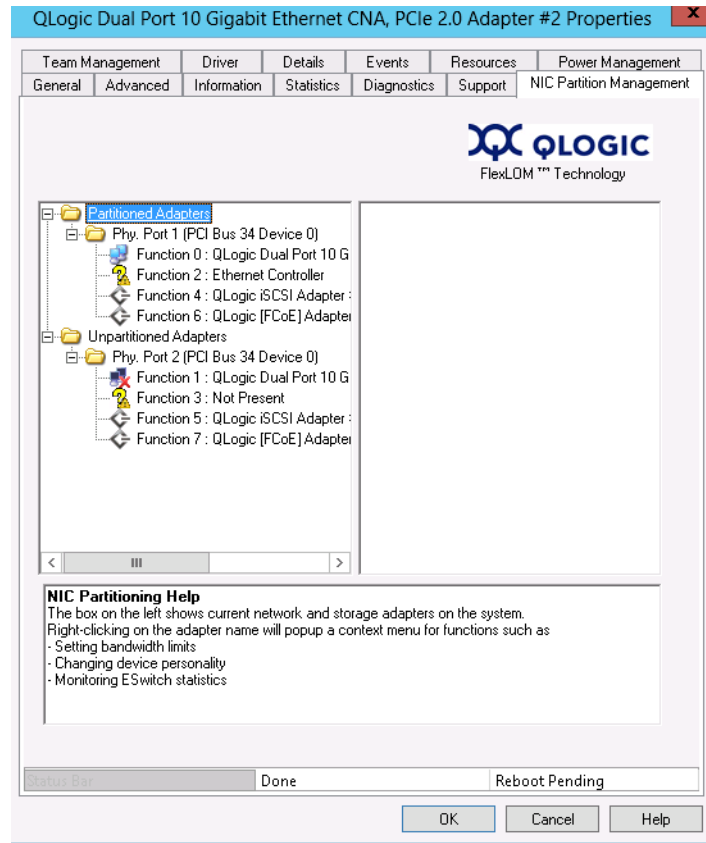 QLogic Dual Port 10 Gigabit Ethernet CNA, PCIe 2.0 Adapter #2 Properties
x
Team Management Driver Details Events Resources Power Management
General Advanced Information Statistics Diagnostics Support NIC Partition Management
QLOGIC
FlexLOM ™ Technology
Partitioned Adapters
Phy. Port 1 (PCI Bus 34 Device 0)
Function 0 : QLogic Dual Port 10 G
Function 2 : Ethernet Controller
Function 4 : QLogic iSCSI Adapter :
Function 6 : QLogic [FCoE] Adapter
Unpartitioned Adapters
Phy. Port 2 (PCI Bus 34 Device 0)
Function 1 : QLogic Dual Port 10 G
Function 3 : Not Present
Function 5 : QLogic iSCSI Adapter :
Function 7 : QLogic [FCoE] Adapter
NIC Partitioning Help
The box on the left shows current network and storage adapters on the system.
Right-clicking on the adapter name will popup a context menu for functions such as
- Setting bandwidth limits
- Changing device personality
- Monitoring ESwitch statistics
Status Bar Done Reboot Pending
OK Cancel Help